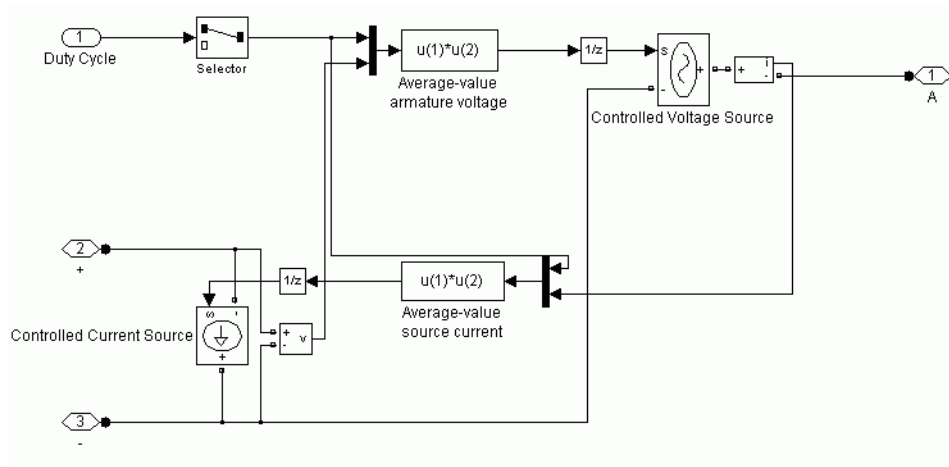 1
Duty Cycle
Selector
u(1)*u(2)
Average-value
armature voltage
1/z
s
+
-
Controlled Voltage Source
+
-
i
1
A
2
+
1/z
u(1)*u(2)
Average-value
source current
s
-
+
Controlled Current Source
+
-
v
3
-